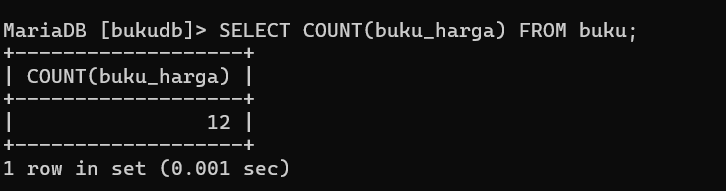 MariaDB [bukudb]> SELECT COUNT(buku_harga) FROM buku;
+-------------------+
| COUNT(buku_harga) |
+-------------------+
|                12 |
+-------------------+
1 row in set (0.001 sec)